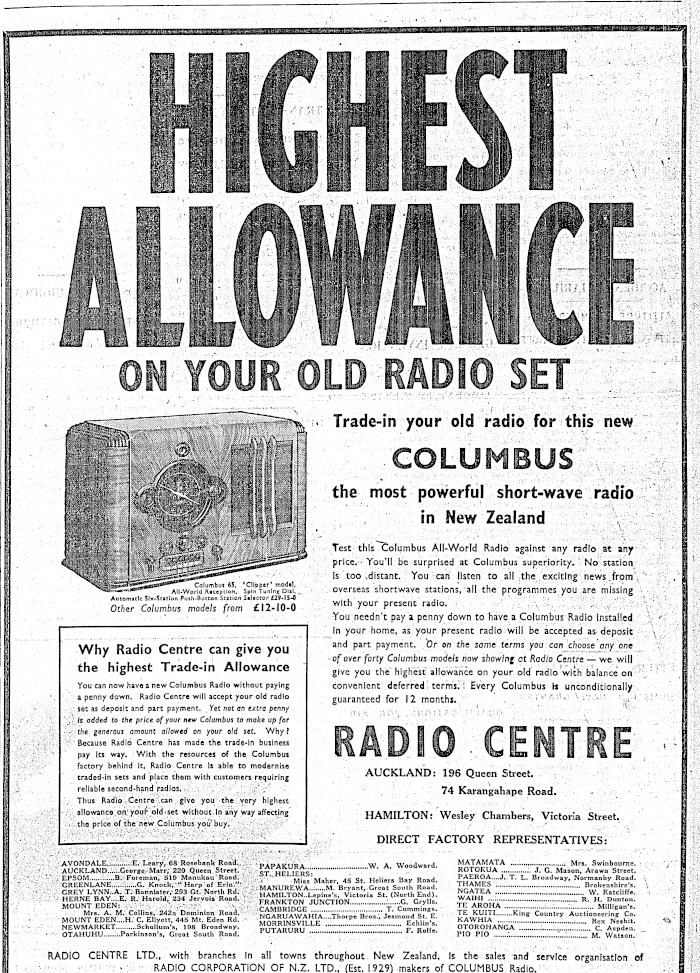 HIGHEST
ALLOWANCE
ON YOUR OLD RADIO SET
Columbus 65, "Clipper" model,
All-World Reception, Spin Tuning Dial,
Automatic Six-Station Push-Button Station Selector £29-15-0
Other Columbus models from £12-10-0
Trade-in your old radio for this new
COLUMBUS
the most powerful short-wave radio
in New Zealand
Test this Columbus All-World Radio against any radio at any
price. You'll be surprised at Columbus superiority. No station
is too distant. You can listen to all the exciting news from
overseas shortwave stations, all the programmes you are missing
with your present radio.
You needn't pay a penny down to have a Columbus Radio installed
in your home, as your present radio will be accepted as deposit
and part payment. Or on the same terms you can choose any one
of over forty Columbus models now showing at Radio Centre — we will
give you the highest allowance on your old radio with balance on
convenient deferred terms. Every Columbus is unconditionally
guaranteed for 12 months.
Why Radio Centre can give you
the highest Trade-in Allowance
You can now have a new Columbus Radio without paying
a penny down. Radio Centre will accept your old radio
set as deposit and part payment. Yet not an extra penny
is added to the price of your new Columbus to make up for
the generous amount allowed on your old set. Why?
Because Radio Centre has made the trade-in business
pay its way. With the resources of the Columbus
factory behind it, Radio Centre is able to modernise
traded-in sets and place them with customers requiring
reliable second-hand radios.
Thus Radio Centre can give you the very highest
allowance on your old set without in any way affecting
the price of the new Columbus you buy.
RADIO CENTRE
AUCKLAND: 196 Queen Street.
74 Karangahape Road.
HAMILTON: Wesley Chambers, Victoria Street.
DIRECT FACTORY REPRESENTATIVES:
AVONDALE..........E. Leary, 68 Rosebank Road.
AUCKLAND......George Marr, 220 Queen Street.
EPSOM..........B. Foreman, 519 Manukau Road.
GREENLANE..........G. Knock, "Harp of Erin."
GREY LYNN..A. T. Bannister, 293 Gt. North Rd.
HERNE BAY....E. R. Harold, 234 Jervois Road.
MOUNT EDEN:
Mrs. A. M. Collins, 242a Dominion Road.
MOUNT EDEN..H. C. Ellyett, 445 Mt. Eden Rd.
NEWMARKET......Schollum's, 198 Broadway.
OTAHUHU......Parkinson's, Great South Road.
PAPAKURA..................W. A. Woodward.
ST. HELIERS:
Miss Maher, 45 St. Heliers Bay Road.
MANUREWA......M. Bryant, Great South Road.
HAMILTON..Lapine's, Victoria St. (North End).
FRANKTON JUNCTION..............G. Grylls.
CAMBRIDGE ..................T. Cummings.
NGARUAWAHIA....Thorpe Bros., Jesmond St. E.
MORRINSVILLE ..................Echlin's.
PUTARURU ..................F. Rolfe.
MATAMATA ..................Mrs. Swinbourne.
ROTORUA ............J. G. Mason, Arawa Street.
PAEROA....J. T. L. Broadway, Normanby Road.
THAMES ..................Brokenshire's.
NGATEA ..................W. Ratcliffe.
WAIHI ..................R. H. Dunton.
TE AROHA ..................Milligan's.
TE KUITI......King Country Auctioneering Co.
KAWHIA ..................Rex Nesbit.
OTOROHANGA ..................C. Aspden.
PIO PIO ..................M. Watson.
RADIO CENTRE LTD., with branches in all towns throughout New Zealand, is the sales and service organisation of
RADIO CORPORATION OF N.Z. LTD., (Est. 1929) makers of COLUMBUS Radio.